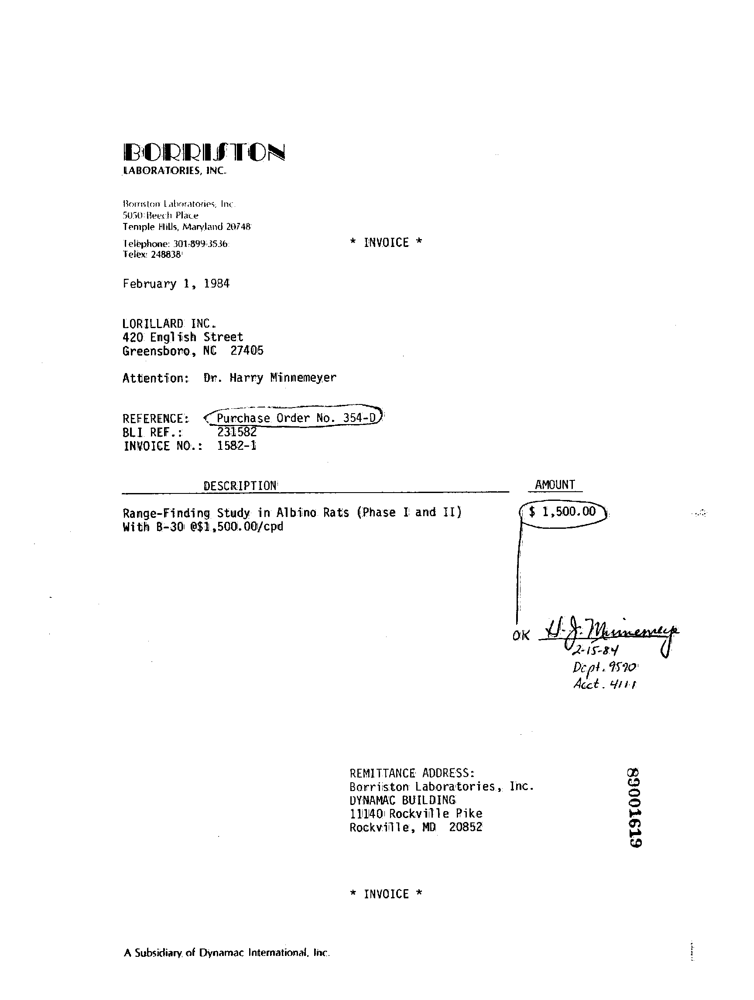 BORRISTON
LABORATORIES, INC.
Borriston Laboratories, Inc.
5050 Beech Place
Temple Hills, Maryland 20748
Telephone: 301-899-3536
Telex: 248838
* INVOICE *
February 1, 1984
LORILLARD INC.
420 English Street
Greensboro, NC 27405
Attention: Dr. Harry Minnemeyer
REFERENCE: Purchase Order No. 354-D
BLI REF.: 231582
INVOICE NO.: 1582-1
DESCRIPTION AMOUNT
Range-Finding Study in Albino Rats (Phase I and II) $ 1,500.00
With B-30 @$1,500.00/cpd
OK H.J. Minnemeyer
2-15-84
Dept. 9590
Acct. 4111
REMITTANCE ADDRESS:
Borriston Laboratories, Inc.
DYNAMAC BUILDING
11140 Rockville Pike
Rockville, MD 20852
89001619
* INVOICE *
A Subsidiary of Dynamac International, Inc.